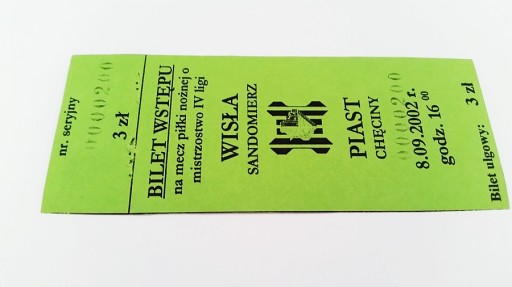 nr. seryjny
0000200
3 zł
BILET WSTĘPU
na mecz piłki nożnej o
mistrzostwo IV ligi
WISŁA
SANDOMIERZ
PIAST
CHĘCINY
0000200
8.09.2002 r.
godz. 16 00
Bilet ulgowy: 3 zł